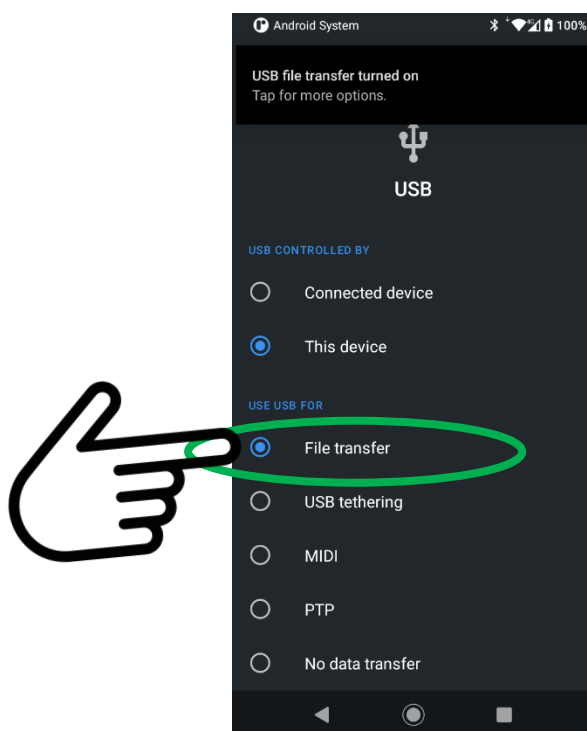 Android System 4G 100%
USB file transfer turned on
Tap for more options.
USB
USB CONTROLLED BY
Connected device
This device
USE USB FOR
File transfer
USB tethering
MIDI
PTP
No data transfer